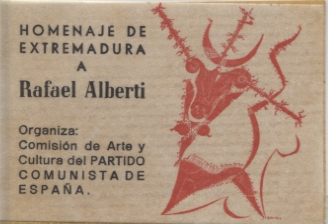 HOMENAJE DE
EXTREMADURA
A
Rafael Alberti
Organiza:
Comisión de Arte y
Cultura del PARTIDO
COMUNISTA DE
ESPAÑA.